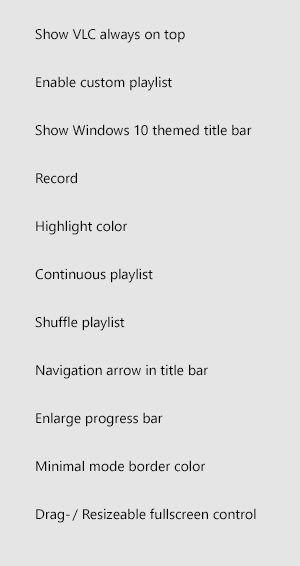 Show VLC always on top
Enable custom playlist
Show Windows 10 themed title bar
Record
Highlight color
Continuous playlist
Shuffle playlist
Navigation arrow in title bar
Enlarge progress bar
Minimal mode border color
Drag-/ Resizeable fullscreen control